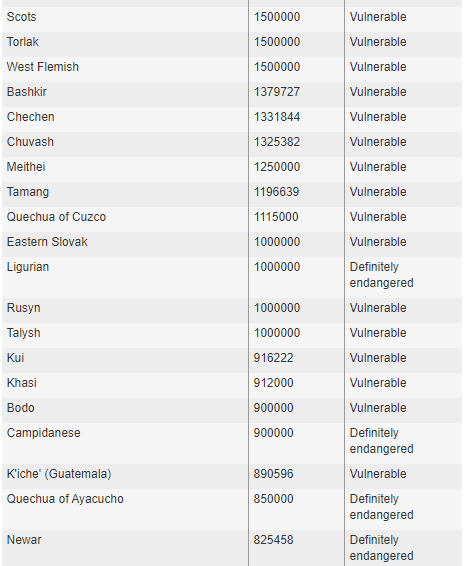 Scots 1500000 Vulnerable
Torlak 1500000 Vulnerable
West Flemish 1500000 Vulnerable
Bashkir 1379727 Vulnerable
Chechen 1331844 Vulnerable
Chuvash 1325382 Vulnerable
Meithei 1250000 Vulnerable
Tamang 1196639 Vulnerable
Quechua of Cuzco 1115000 Vulnerable
Eastern Slovak 1000000 Vulnerable
Ligurian 1000000 Definitely
endangered
Rusyn 1000000 Vulnerable
Talysh 1000000 Vulnerable
Kui 916222 Vulnerable
Khasi 912000 Vulnerable
Bodo 900000 Vulnerable
Campidanese 900000 Definitely
endangered
K'iche' (Guatemala) 890596 Vulnerable
Quechua of Ayacucho 850000 Definitely
endangered
Newar 825458 Definitely
endangered